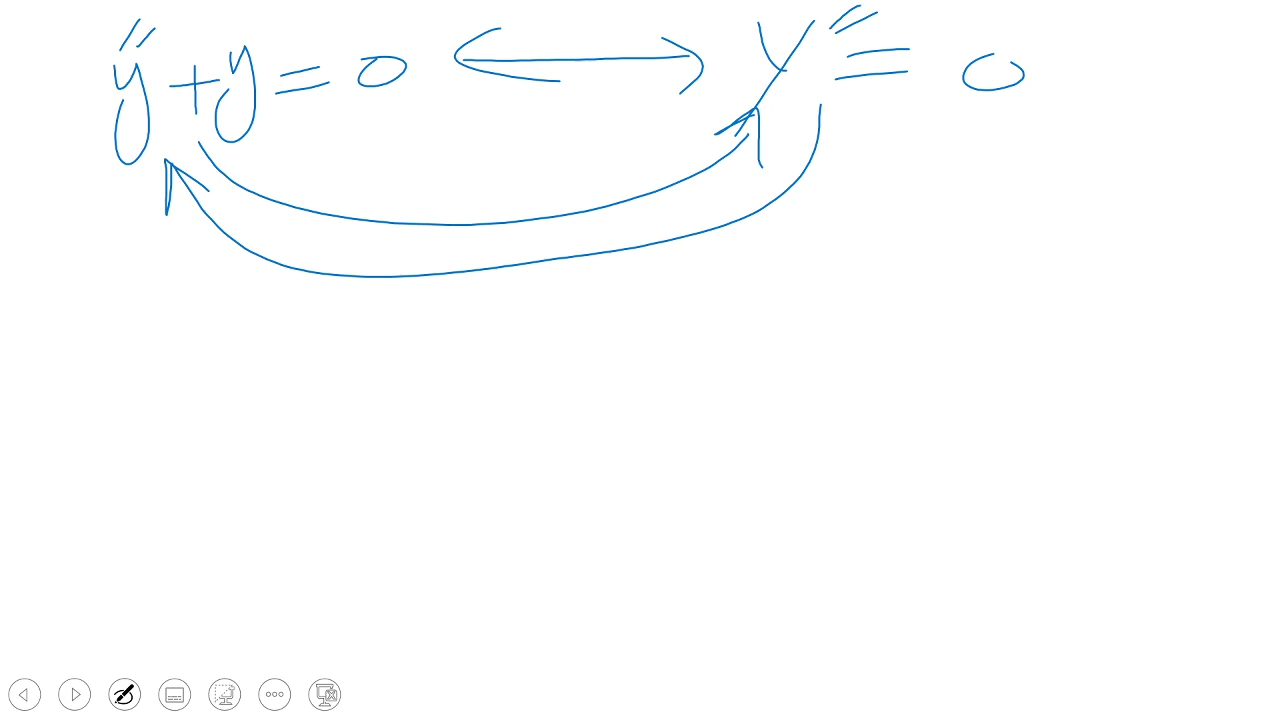 y'' + y = 0 ⟷ y'' = 0